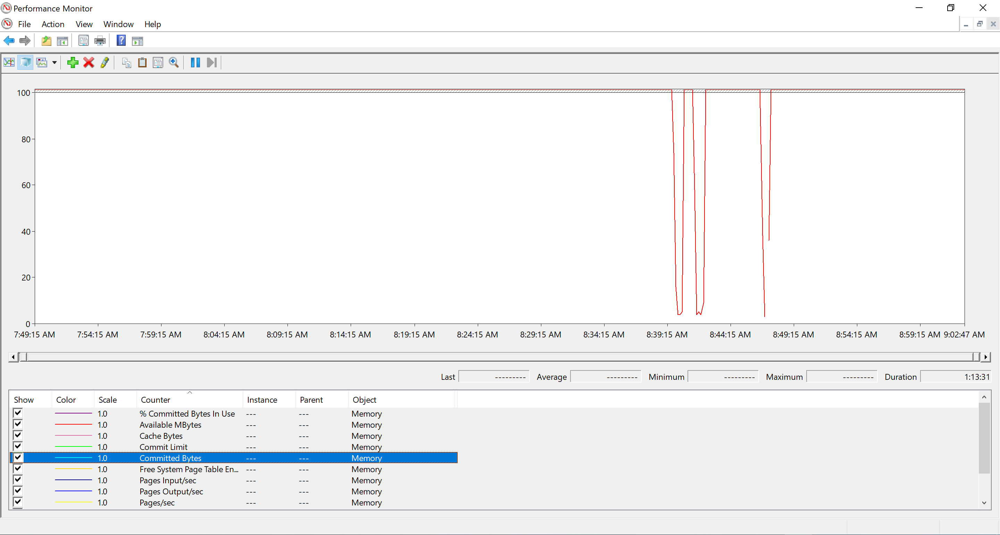 Performance Monitor
File Action View Window Help
100
80
60
40
20
0
7:49:15 AM 7:54:15 AM 7:59:15 AM 8:04:15 AM 8:09:15 AM 8:14:15 AM 8:19:15 AM 8:24:15 AM 8:29:15 AM 8:34:15 AM 8:39:15 AM 8:44:15 AM 8:49:15 AM 8:54:15 AM 8:59:15 AM 9:02:47 AM
Last --------- Average --------- Minimum --------- Maximum --------- Duration 1:13:31
Show Color Scale Counter Instance Parent Object
1.0 % Committed Bytes In Use --- --- Memory
1.0 Available MBytes --- --- Memory
1.0 Cache Bytes --- --- Memory
1.0 Commit Limit --- --- Memory
1.0 Committed Bytes --- --- Memory
1.0 Free System Page Table En... --- --- Memory
1.0 Pages Input/sec --- --- Memory
1.0 Pages Output/sec --- --- Memory
1.0 Pages/sec --- --- Memory